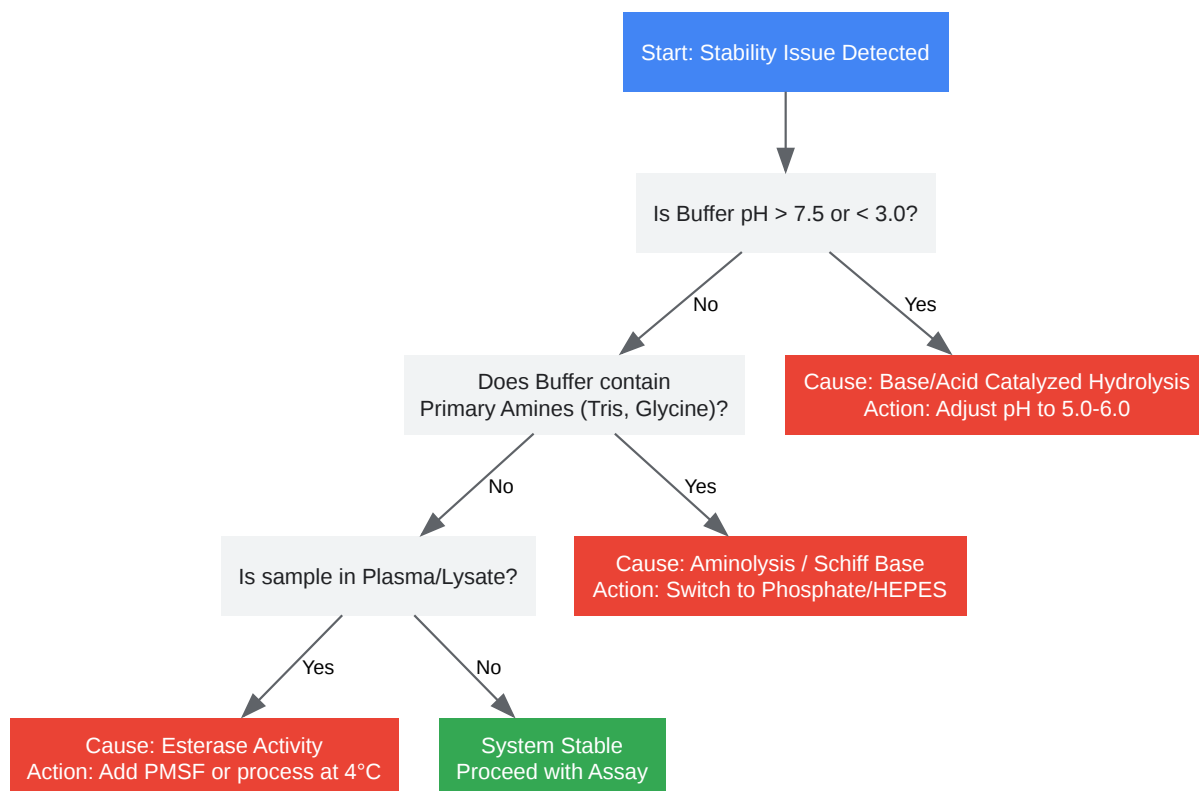 Start: Stability Issue Detected
Is Buffer pH > 7.5 or < 3.0?
No
Yes
Does Buffer contain
Primary Amines (Tris, Glycine)?
Cause: Base/Acid Catalyzed Hydrolysis
Action: Adjust pH to 5.0-6.0
No
Yes
Is sample in Plasma/Lysate?
Cause: Aminolysis / Schiff Base
Action: Switch to Phosphate/HEPES
Yes
No
Cause: Esterase Activity
Action: Add PMSF or process at 4°C
System Stable
Proceed with Assay